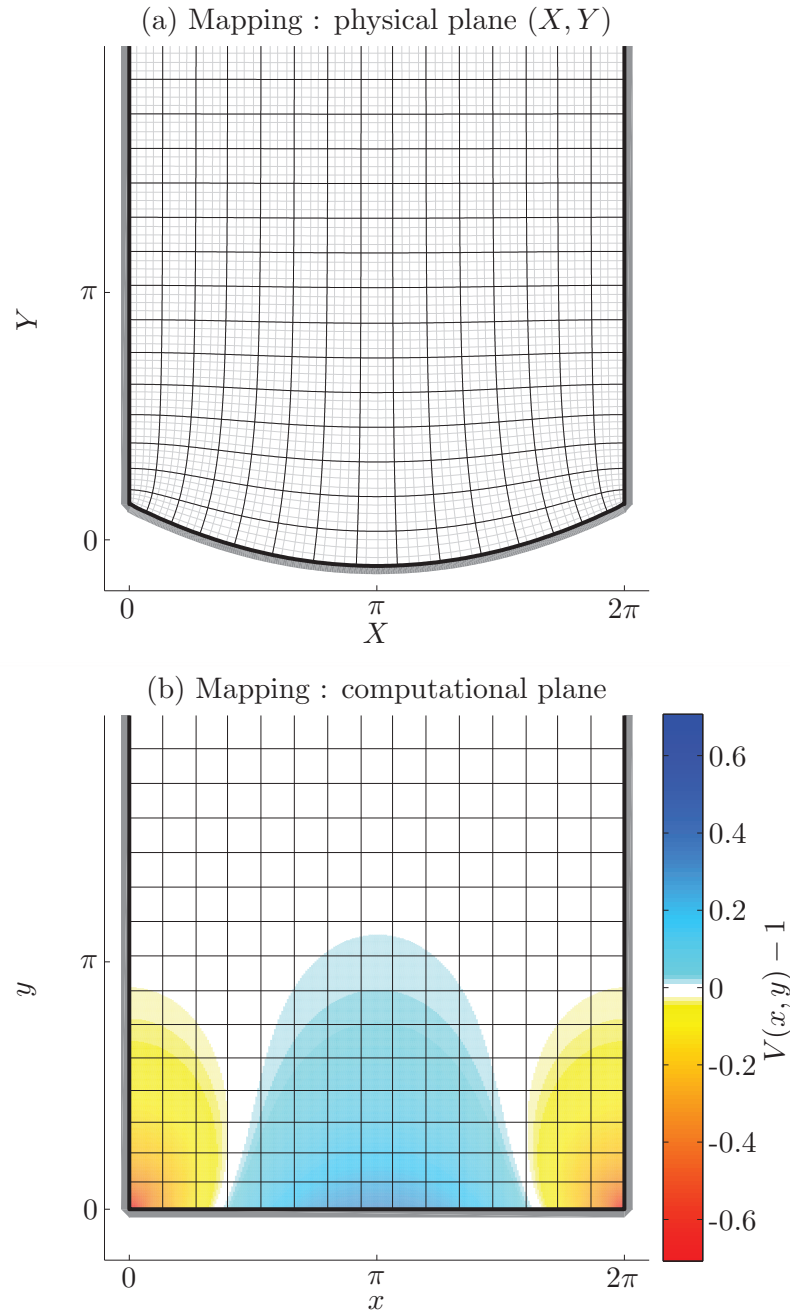 (a) Mapping : physical plane (X, Y)
Y
π
0
0
π
2π
X
(b) Mapping : computational plane
y
π
0
0
π
2π
x
0.6
0.4
0.2
0
-0.2
-0.4
-0.6
V(x, y) − 1